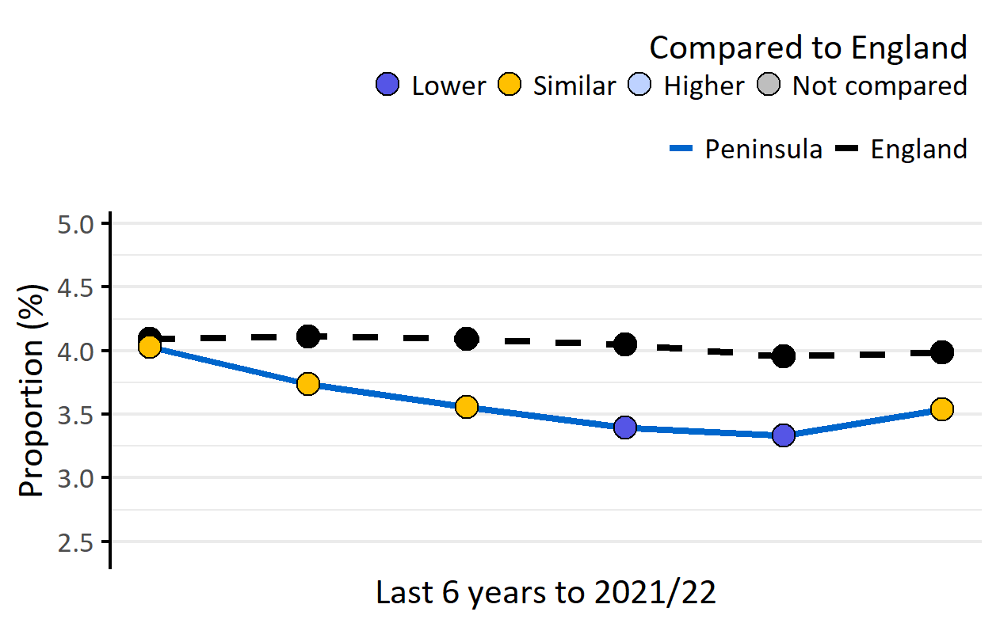 Compared to England
Lower Similar Higher Not compared
Peninsula England
5.0
4.5
4.0
3.5
3.0
2.5
Proportion (%)
Last 6 years to 2021/22